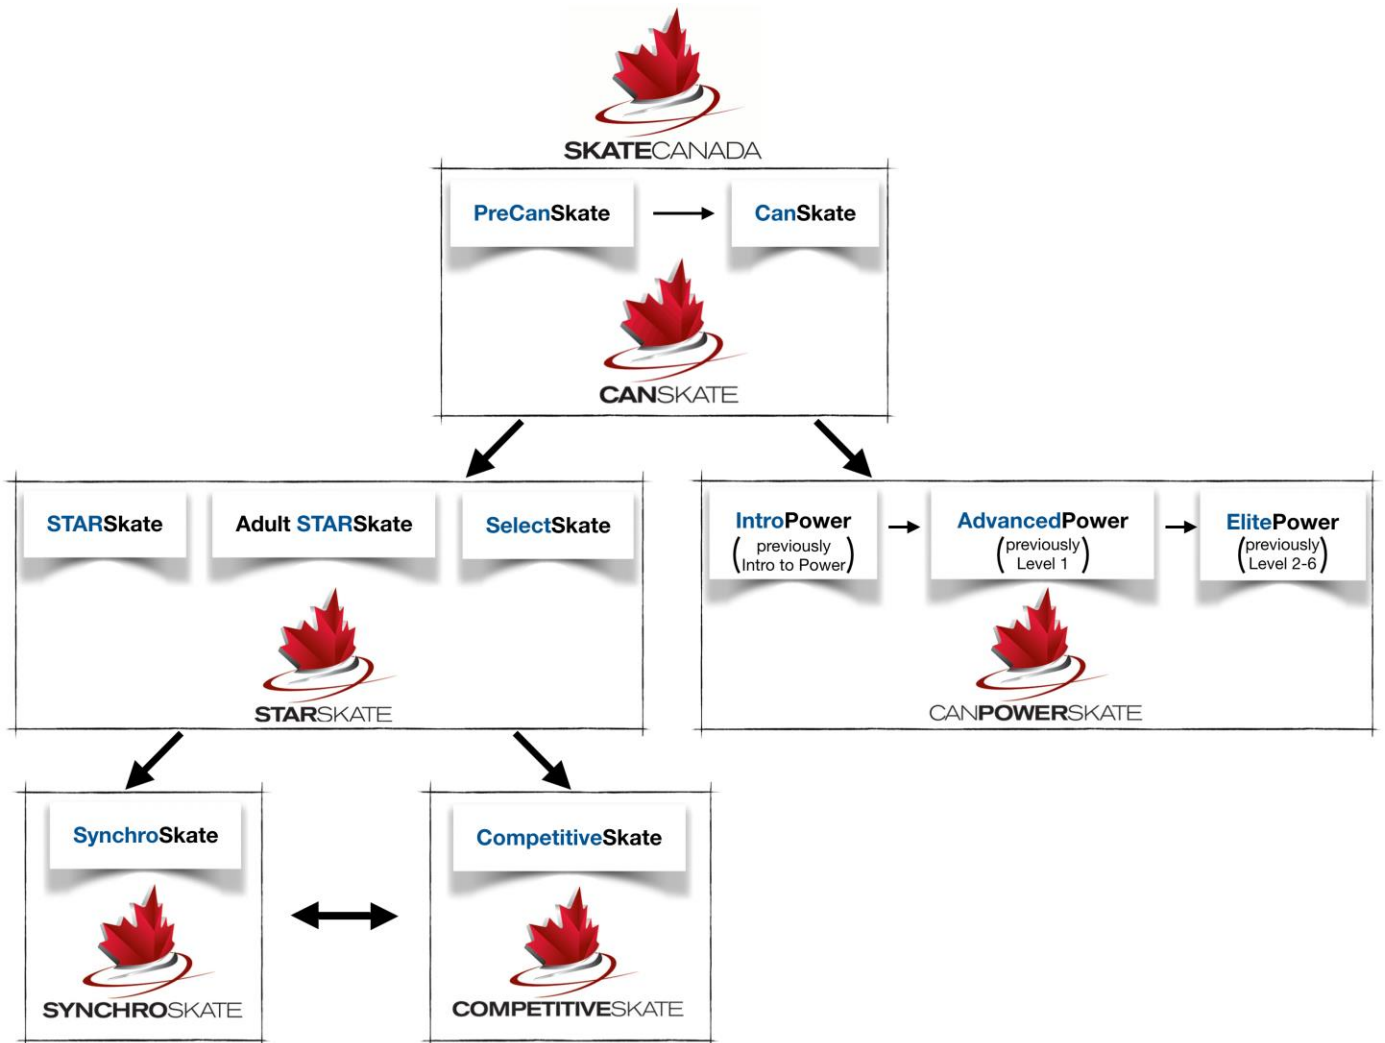 SKATECANADA
PreCanSkate
CanSkate
CANSKATE
STARSkate
Adult STARSkate
SelectSkate
STARSKATE
IntroPower
(previously
Intro to Power)
AdvancedPower
(previously
Level 1)
ElitePower
(previously
Level 2-6)
CANPOWERSKATE
SynchroSkate
SYNCHROSKATE
CompetitiveSkate
COMPETITIVESKATE